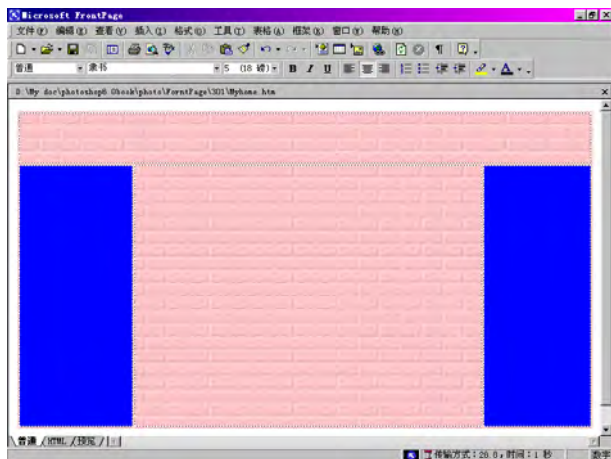 Microsoft FrontPage
文件(F) 编辑(E) 查看(V) 插入(I) 格式(O) 工具(T) 表格(A) 框架(R) 窗口(W) 帮助(H)
普通 隶书 5 (18 磅) B I U A
D:\My doc\photoshop6 0book\photo\ForntPage\301\Myhome.htm
普通 HTML 预览
传输方式:28.8, 时间:1 秒 数字